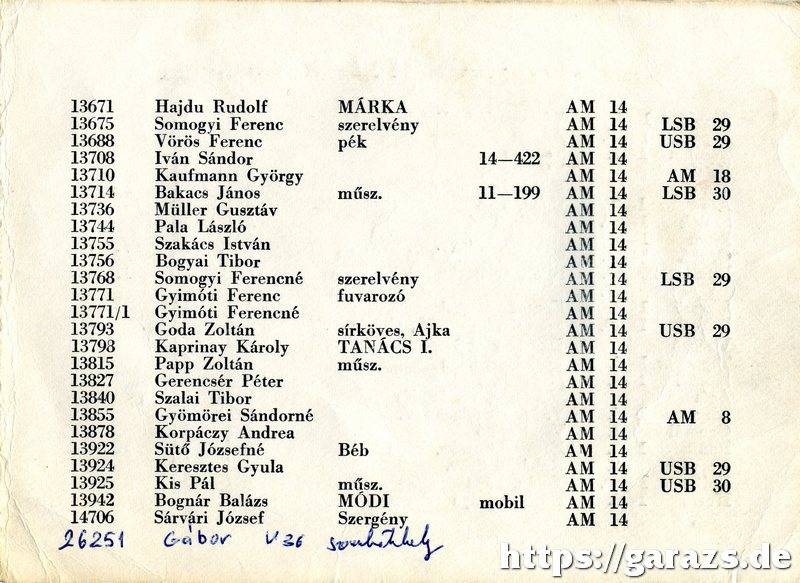 13671 Hajdu Rudolf MÁRKA AM 14
13675 Somogyi Ferenc szerelvény AM 14 LSB 29
13688 Vörös Ferenc pék AM 14 USB 29
13708 Iván Sándor 14—422 AM 14
13710 Kaufmann György AM 14 AM 18
13714 Bakacs János műsz. 11—199 AM 14 LSB 30
13736 Müller Gusztáv AM 14
13744 Pala László AM 14
13755 Szakács István AM 14
13756 Bogyai Tibor AM 14
13768 Somogyi Ferencné szerelvény AM 14 LSB 29
13771 Gyimóti Ferenc fuvarozó AM 14
13771/1 Gyimóti Ferencné AM 14
13793 Goda Zoltán sírköves, Ajka AM 14 USB 29
13798 Kaprinay Károly TANÁCS I. AM 14
13815 Papp Zoltán műsz. AM 14
13827 Gerencsér Péter AM 14
13840 Szalai Tibor AM 14
13855 Gyömörei Sándorné AM 14 AM 8
13878 Korpáczy Andrea AM 14
13922 Sütő Józsefné Béb AM 14
13924 Keresztes Gyula AM 14 USB 29
13925 Kis Pál műsz. AM 14 USB 30
13942 Bognár Balázs MÓDI mobil AM 14
14706 Sárvári József Szergény AM 14
26251 Gábor
https://garazs.de